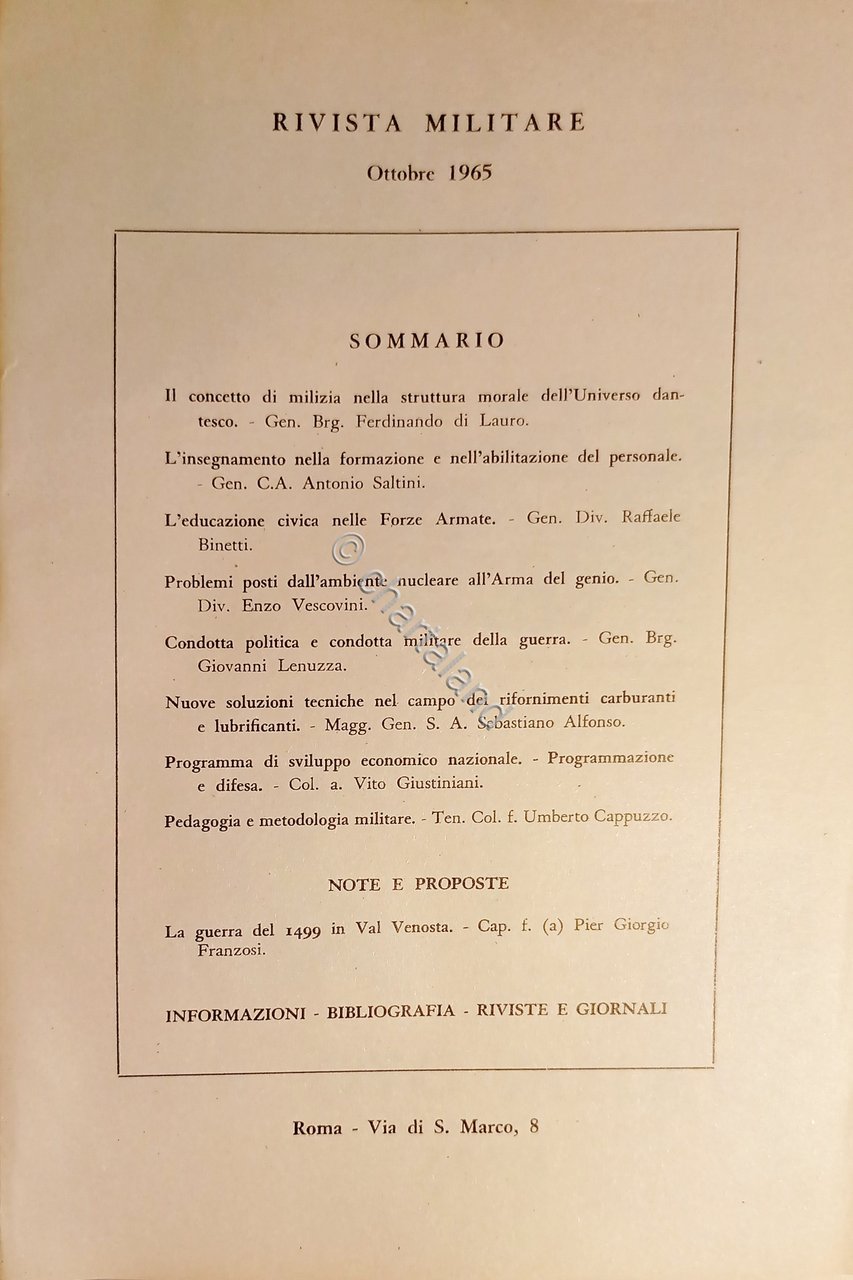 RIVISTA MILITARE
Ottobre 1965
SOMMARIO
Il concetto di milizia nella struttura morale dell'Universo dan-
tesco. - Gen. Brg. Ferdinando di Lauro.
L'insegnamento nella formazione e nell'abilitazione del personale.
- Gen. C.A. Antonio Saltini.
L'educazione civica nelle Forze Armate. - Gen. Div. Raffaele
Binetti.
Problemi posti dall'ambiente nucleare all'Arma del genio. - Gen.
Div. Enzo Vescovini.
Condotta politica e condotta militare della guerra. - Gen. Brg.
Giovanni Lenuzza.
Nuove soluzioni tecniche nel campo dei rifornimenti carburanti
e lubrificanti. - Magg. Gen. S. A. Sebastiano Alfonso.
Programma di sviluppo economico nazionale. - Programmazione
e difesa. - Col. a. Vito Giustiniani.
Pedagogia e metodologia militare. - Ten. Col. f. Umberto Cappuzzo.
NOTE E PROPOSTE
La guerra del 1499 in Val Venosta. - Cap. f. (a) Pier Giorgio
Franzosi.
INFORMAZIONI - BIBLIOGRAFIA - RIVISTE E GIORNALI
Roma - Via di S. Marco, 8
© chartaland